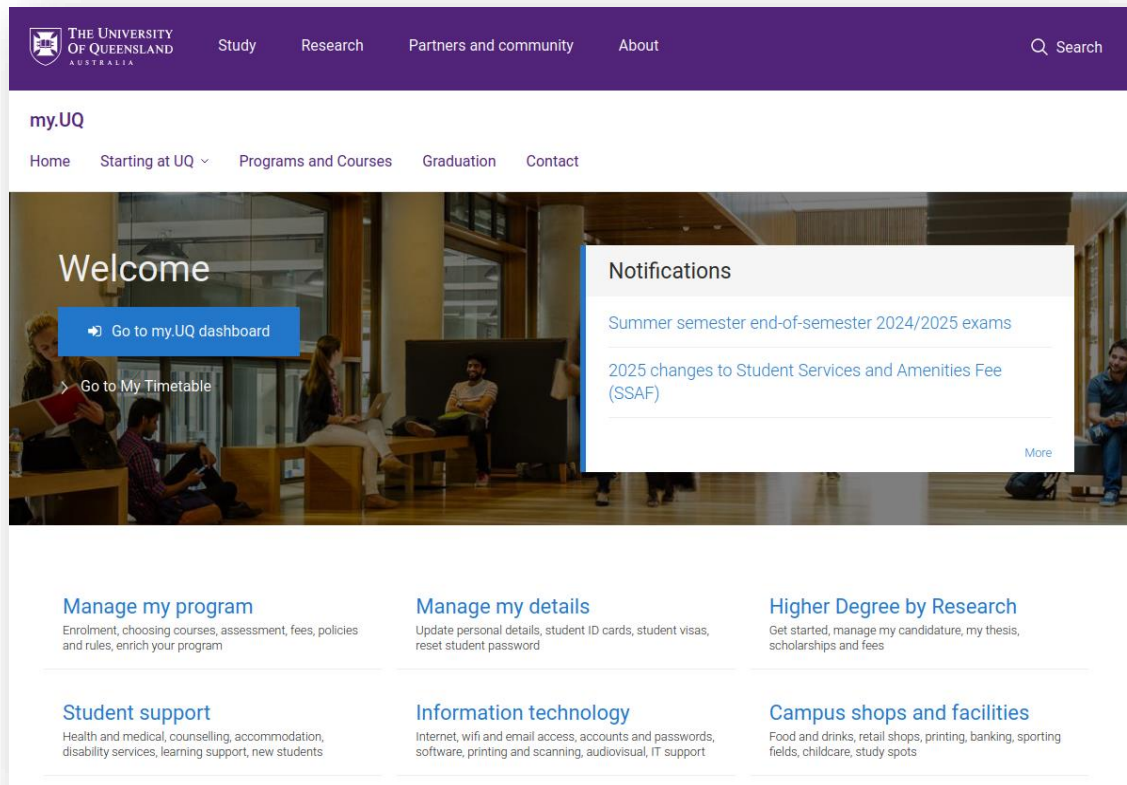 THE UNIVERSITY
OF QUEENSLAND
AUSTRALIA
Study
Research
Partners and community
About
Search
my.UQ
Home
Starting at UQ
Programs and Courses
Graduation
Contact
Welcome
Go to my.UQ dashboard
Go to My Timetable
Notifications
Summer semester end-of-semester 2024/2025 exams
2025 changes to Student Services and Amenities Fee
(SSAF)
More
Manage my program
Enrolment, choosing courses, assessment, fees, policies
and rules, enrich your program
Manage my details
Update personal details, student ID cards, student visas,
reset student password
Higher Degree by Research
Get started, manage my candidature, my thesis,
scholarships and fees
Student support
Health and medical, counselling, accommodation,
disability services, learning support, new students
Information technology
Internet, wifi and email access, accounts and passwords,
software, printing and scanning, audiovisual, IT support
Campus shops and facilities
Food and drinks, retail shops, printing, banking, sporting
fields, childcare, study spots